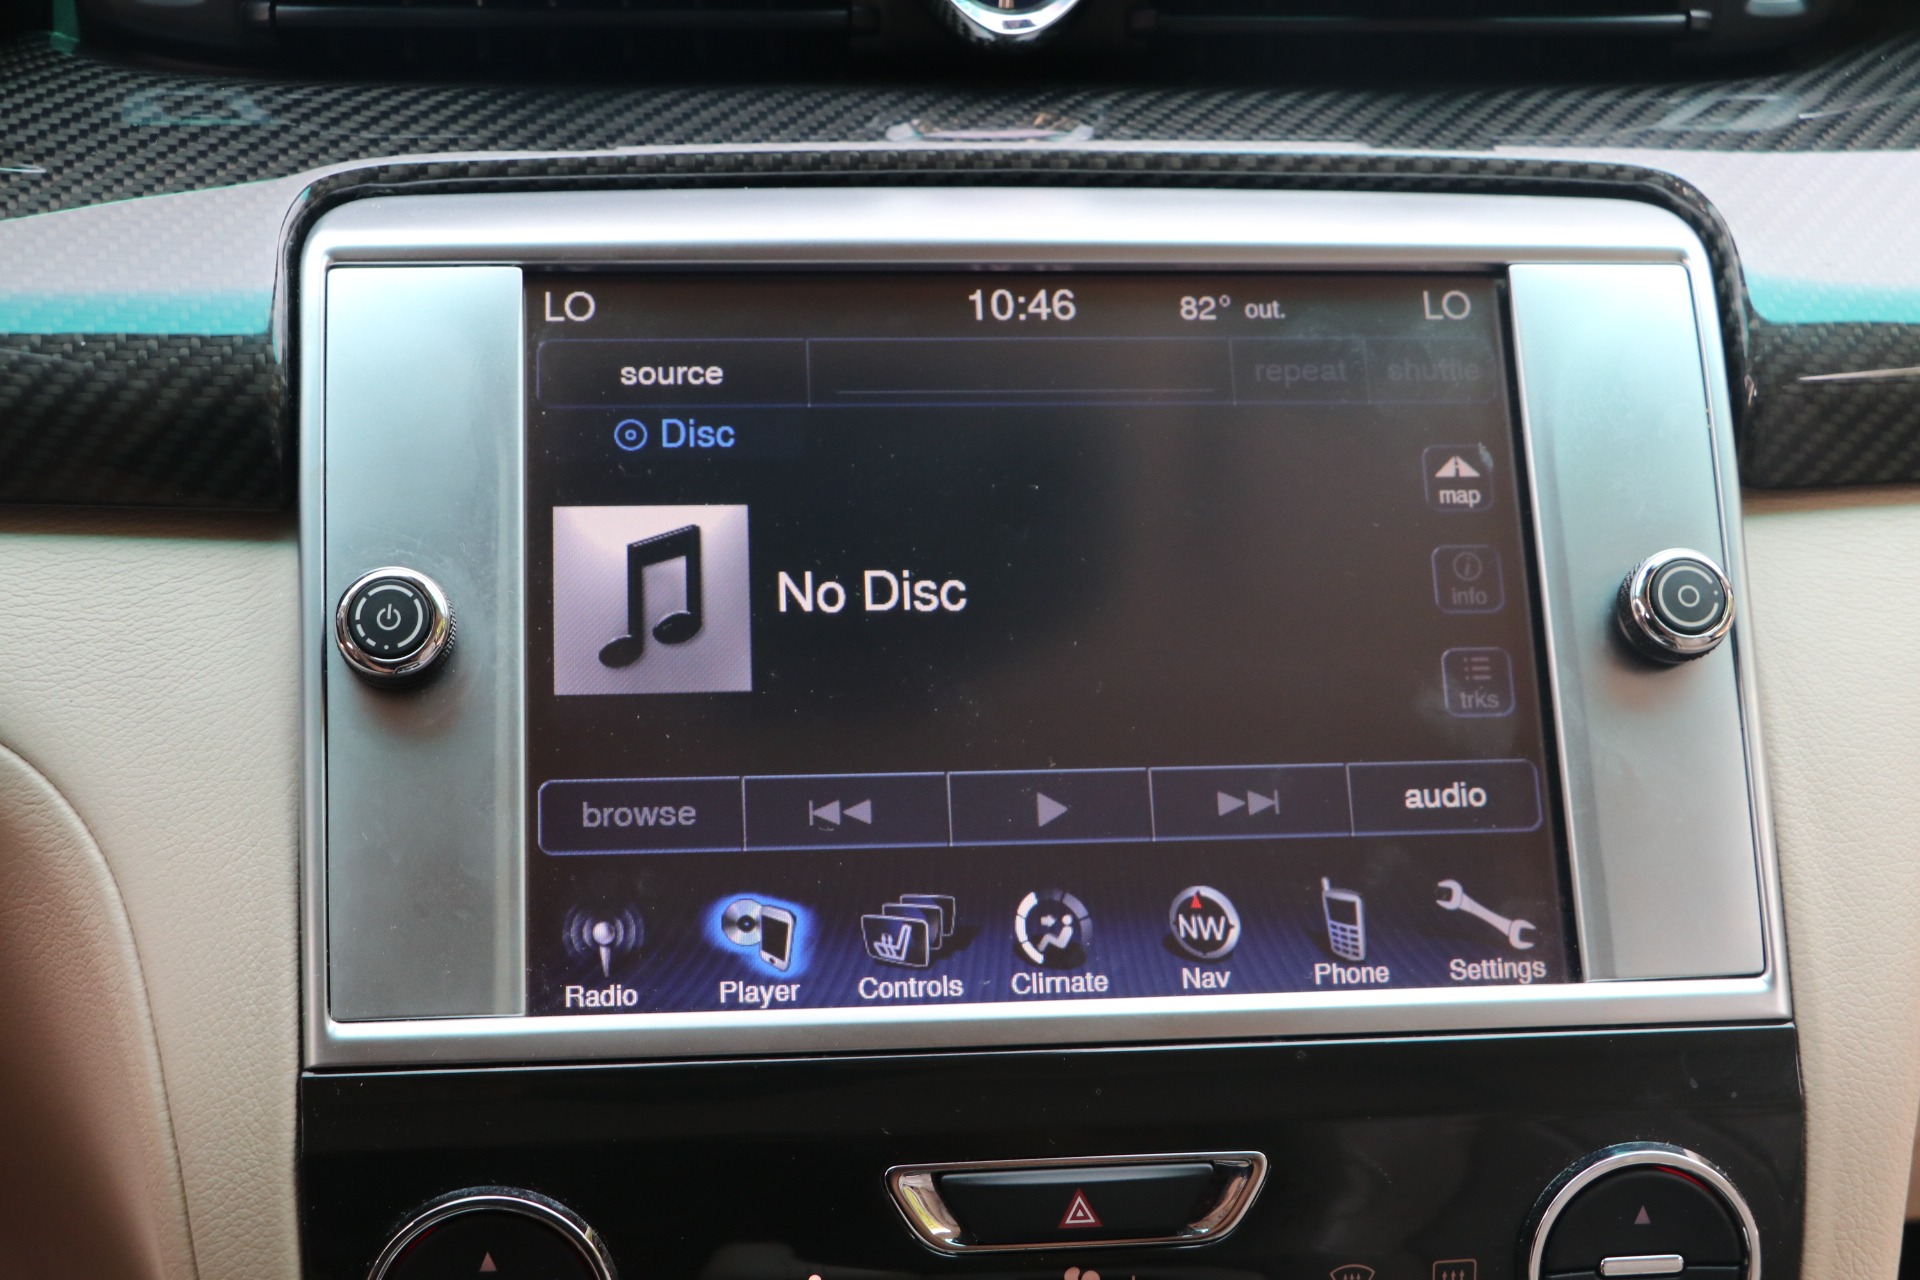 LO 10:46 82° out. LO
source repeat shuffle
Disc
map
No Disc
info
trks
browse audio
NW
Radio Player Controls Climate Nav Phone Settings